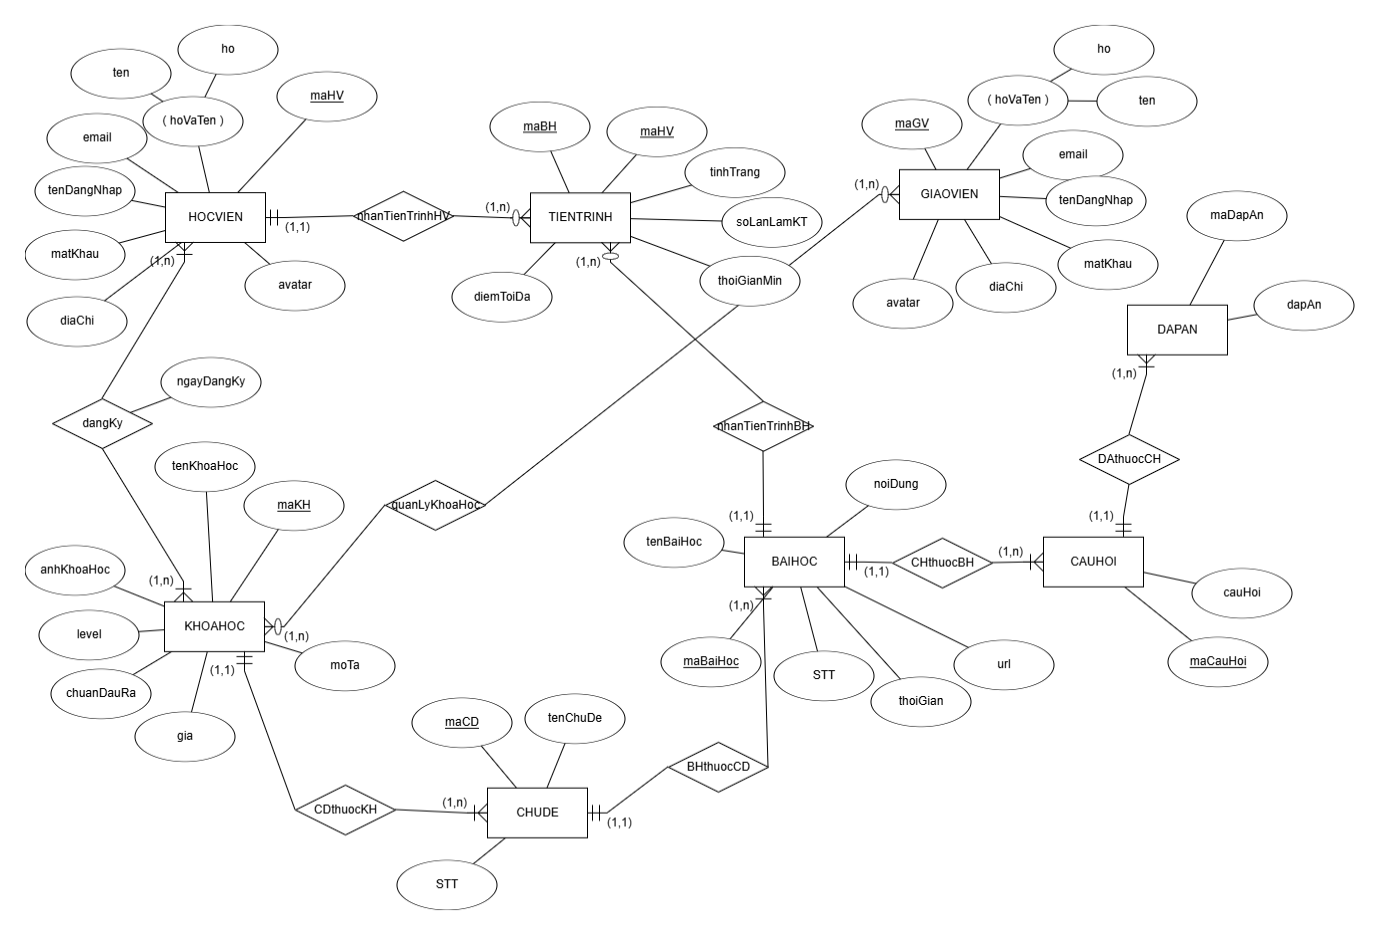 ho
ho
ten
( hoVaTen )
maHV
( hoVaTen )
ten
email
maBH
maHV
maGV
email
tenDangNhap
tinhTrang
tenDangNhap
HOCVIEN
(1,1)
nhanTienTrinhHV
(1,n)
TIENTRINH
soLanLamKT
(1,n)
GIAOVIEN
maDapAn
matKhau
(1,n)
(1,n)
matKhau
avatar
diemToiDa
thoiGianMin
avatar
diaChi
dapAn
diaChi
DAPAN
(1,n)
ngayDangKy
dangKy
nhanTienTrinhBH
DAthuocCH
tenKhoaHoc
maKH
quanLyKhoaHoc
noiDung
(1,1)
(1,1)
tenBaiHoc
anhKhoaHoc
(1,n)
BAIHOC
(1,1)
CHthuocBH
(1,n)
CAUHOI
cauHoi
(1,n)
KHOAHOC
(1,n)
level
(1,1)
moTa
maBaiHoc
STT
url
maCauHoi
chuanDauRa
thoiGian
gia
maCD
tenChuDe
BHthuocCD
CDthuocKH
(1,n)
CHUDE
(1,1)
STT